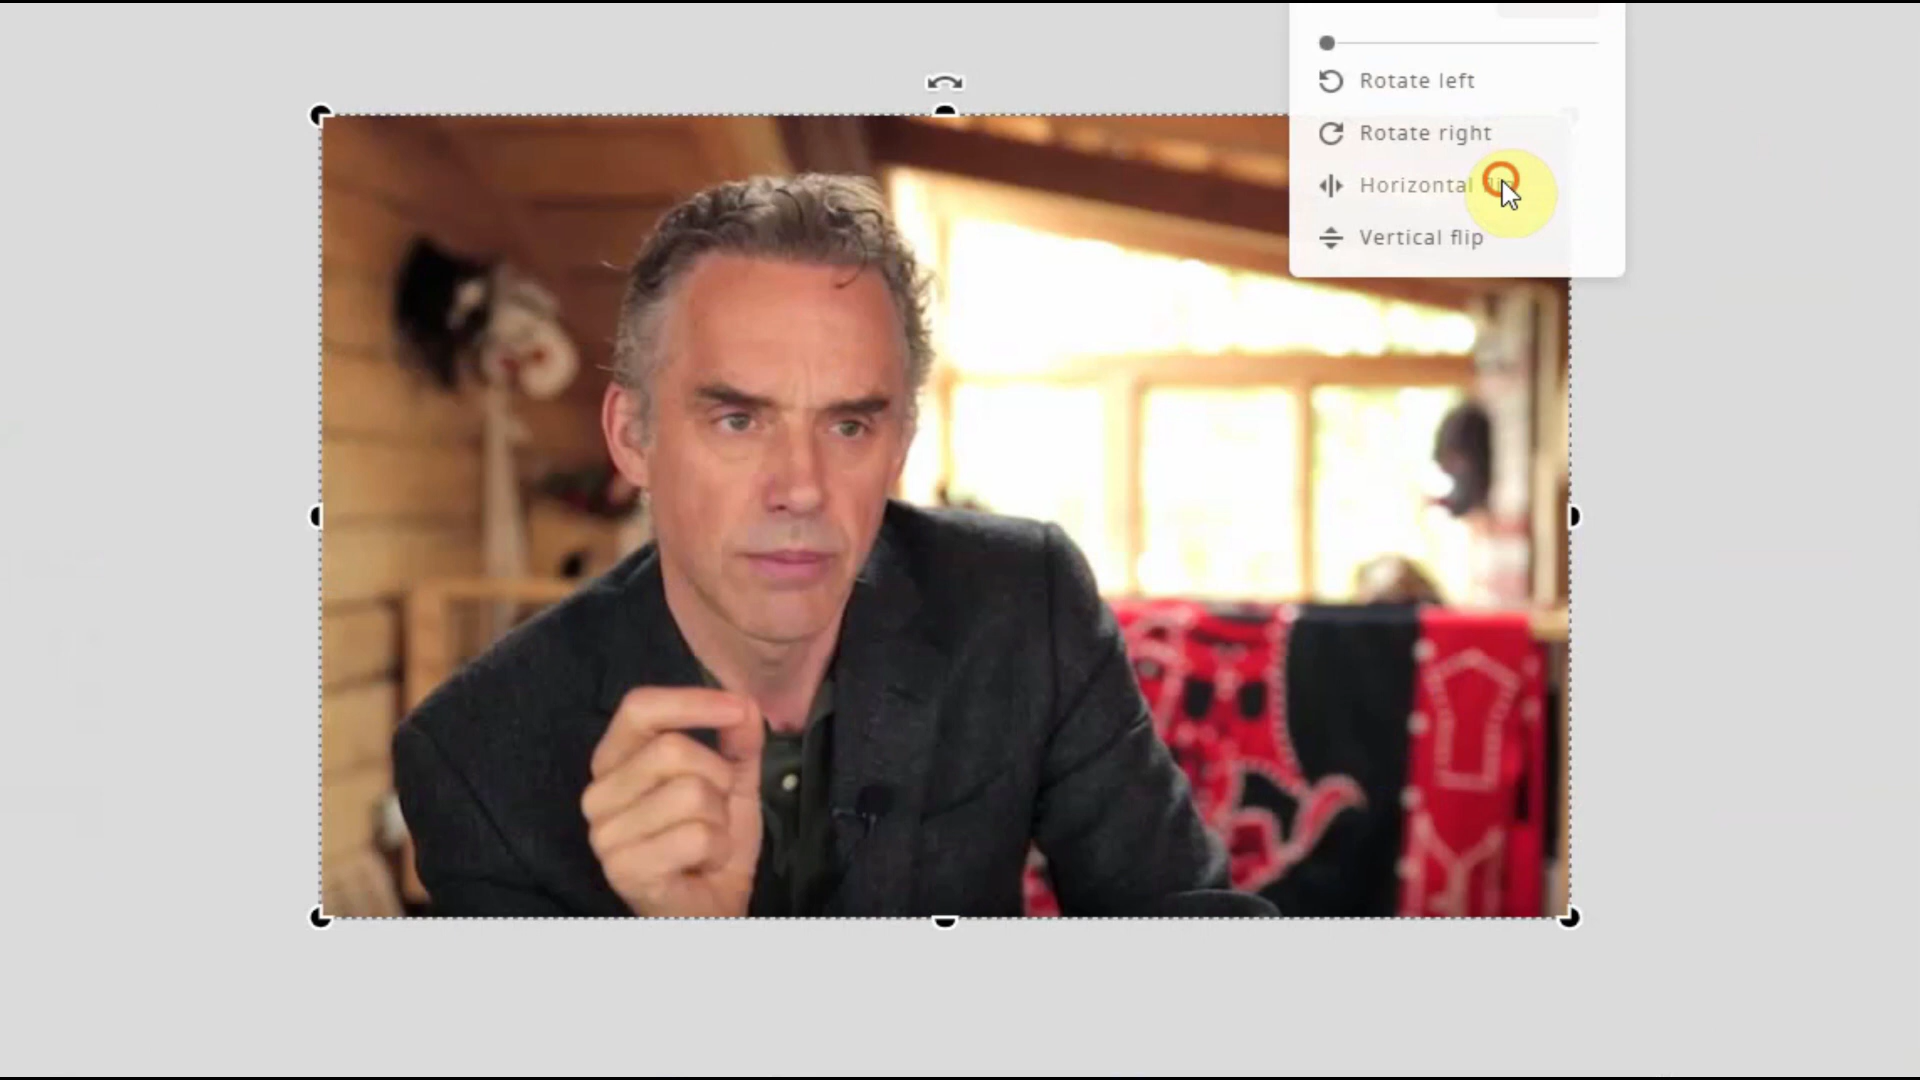 Rotate left
Rotate right
Horizontal
Vertical flip